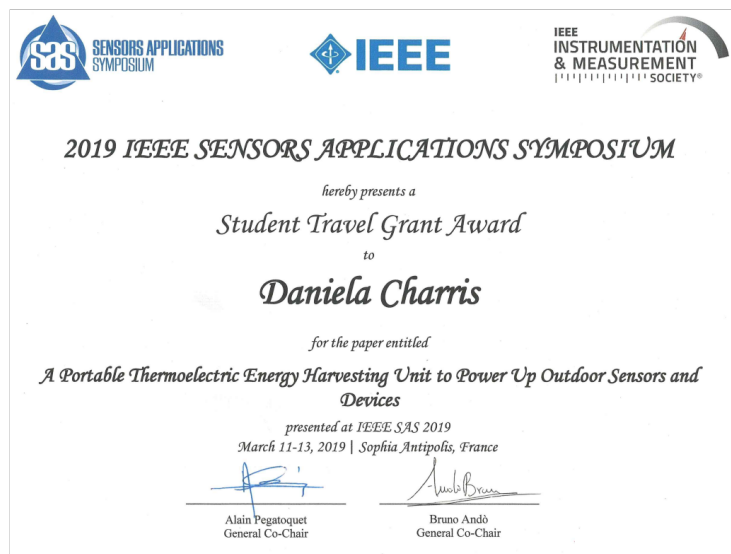 sas SENSORS APPLICATIONS
SYMPOSIUM
IEEE
IEEE
INSTRUMENTATION
& MEASUREMENT
SOCIETY®
2019 IEEE SENSORS APPLICATIONS SYMPOSIUM
hereby presents a
Student Travel Grant Award
to
Daniela Charris
for the paper entitled
A Portable Thermoelectric Energy Harvesting Unit to Power Up Outdoor Sensors and
Devices
presented at IEEE SAS 2019
March 11-13, 2019 | Sophia Antipolis, France
Alain Pegatoquet
General Co-Chair
Bruno Andò
General Co-Chair